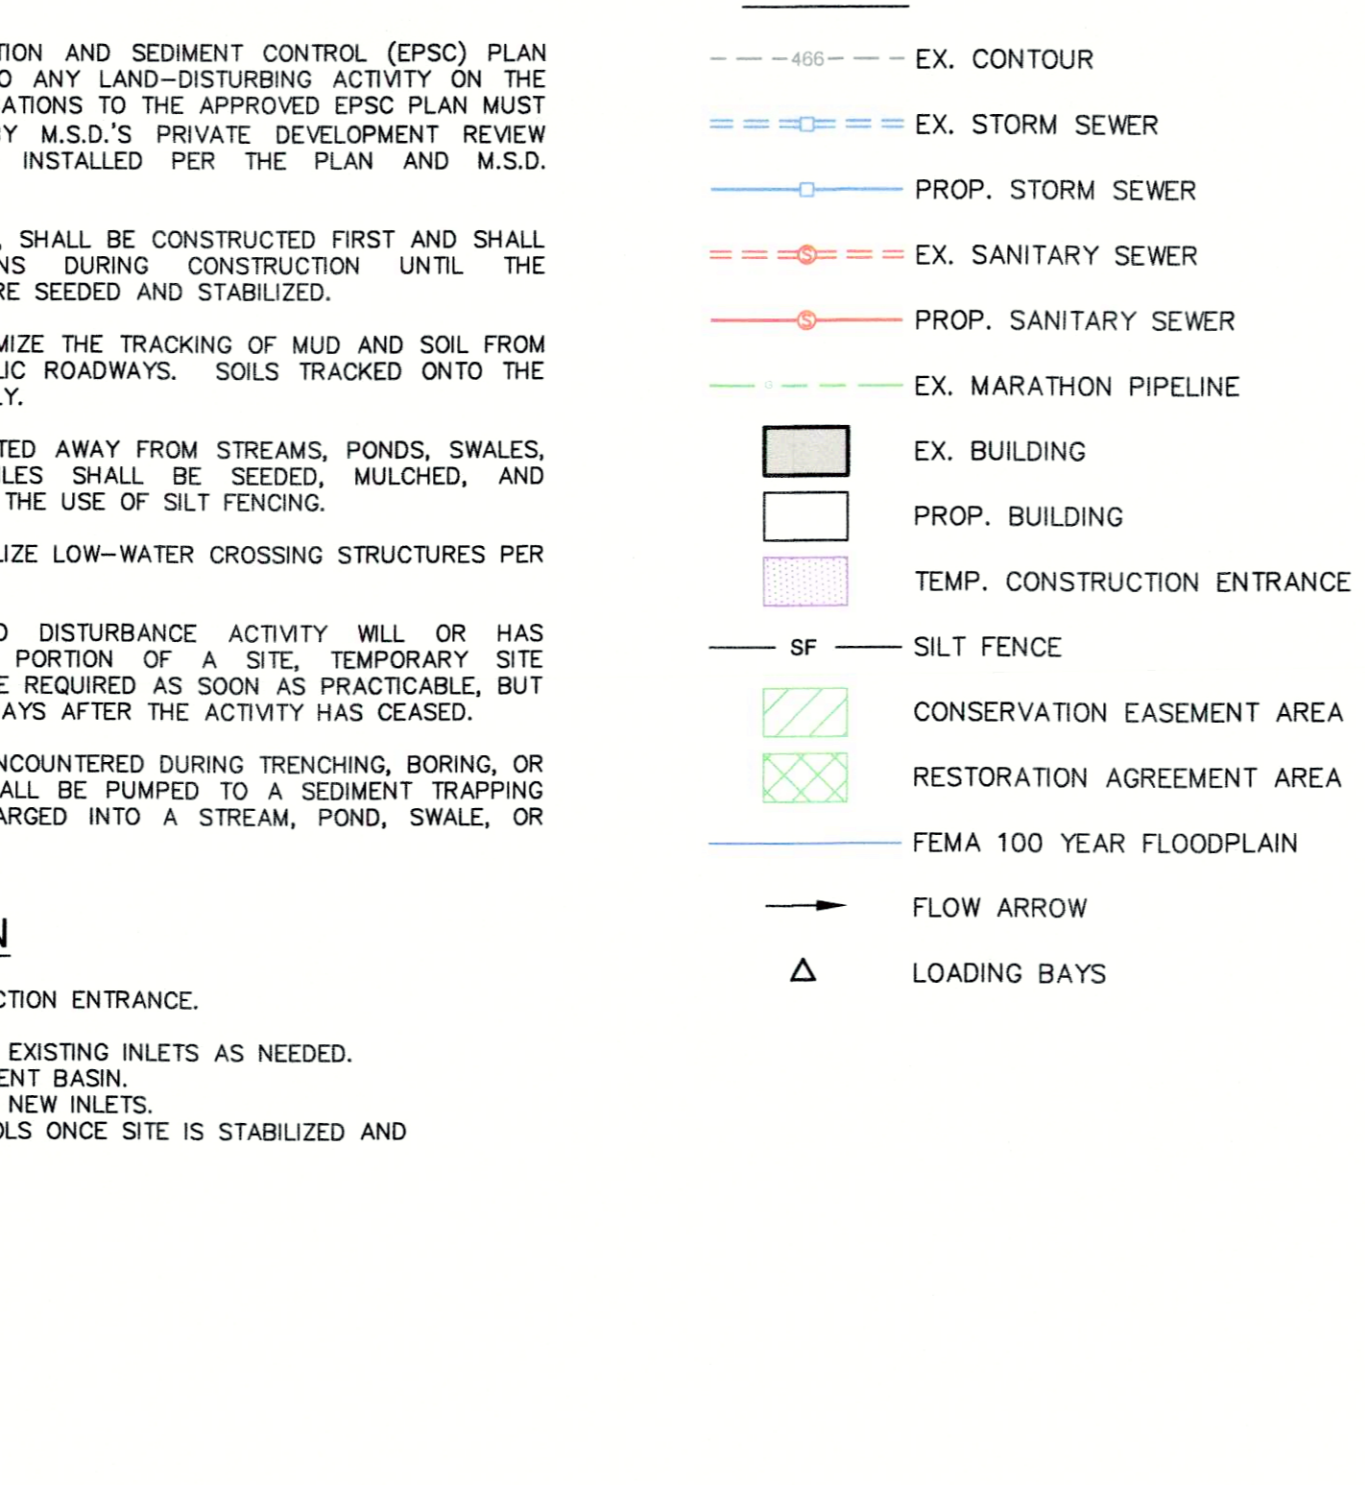 TION AND SEDIMENT CONTROL (EPSC) PLAN
O ANY LAND-DISTURBING ACTIVITY ON THE
ATIONS TO THE APPROVED EPSC PLAN MUST
BY M.S.D.'S PRIVATE DEVELOPMENT REVIEW
INSTALLED PER THE PLAN AND M.S.D.
, SHALL BE CONSTRUCTED FIRST AND SHALL
NS DURING CONSTRUCTION UNTIL THE
RE SEEDED AND STABILIZED.
MIZE THE TRACKING OF MUD AND SOIL FROM
LIC ROADWAYS. SOILS TRACKED ONTO THE
LY.
TED AWAY FROM STREAMS, PONDS, SWALES,
LES SHALL BE SEEDED, MULCHED, AND
THE USE OF SILT FENCING.
LIZE LOW-WATER CROSSING STRUCTURES PER
D DISTURBANCE ACTIVITY WILL OR HAS
PORTION OF A SITE, TEMPORARY SITE
E REQUIRED AS SOON AS PRACTICABLE, BUT
AYS AFTER THE ACTIVITY HAS CEASED.
NCOUNTERED DURING TRENCHING, BORING, OR
ALL BE PUMPED TO A SEDIMENT TRAPPING
ARGED INTO A STREAM, POND, SWALE, OR
N
CTION ENTRANCE.
EXISTING INLETS AS NEEDED.
ENT BASIN.
NEW INLETS.
OLS ONCE SITE IS STABILIZED AND
466 EX. CONTOUR
EX. STORM SEWER
PROP. STORM SEWER
S EX. SANITARY SEWER
S PROP. SANITARY SEWER
G EX. MARATHON PIPELINE
EX. BUILDING
PROP. BUILDING
TEMP. CONSTRUCTION ENTRANCE
SF SILT FENCE
CONSERVATION EASEMENT AREA
RESTORATION AGREEMENT AREA
FEMA 100 YEAR FLOODPLAIN
FLOW ARROW
LOADING BAYS